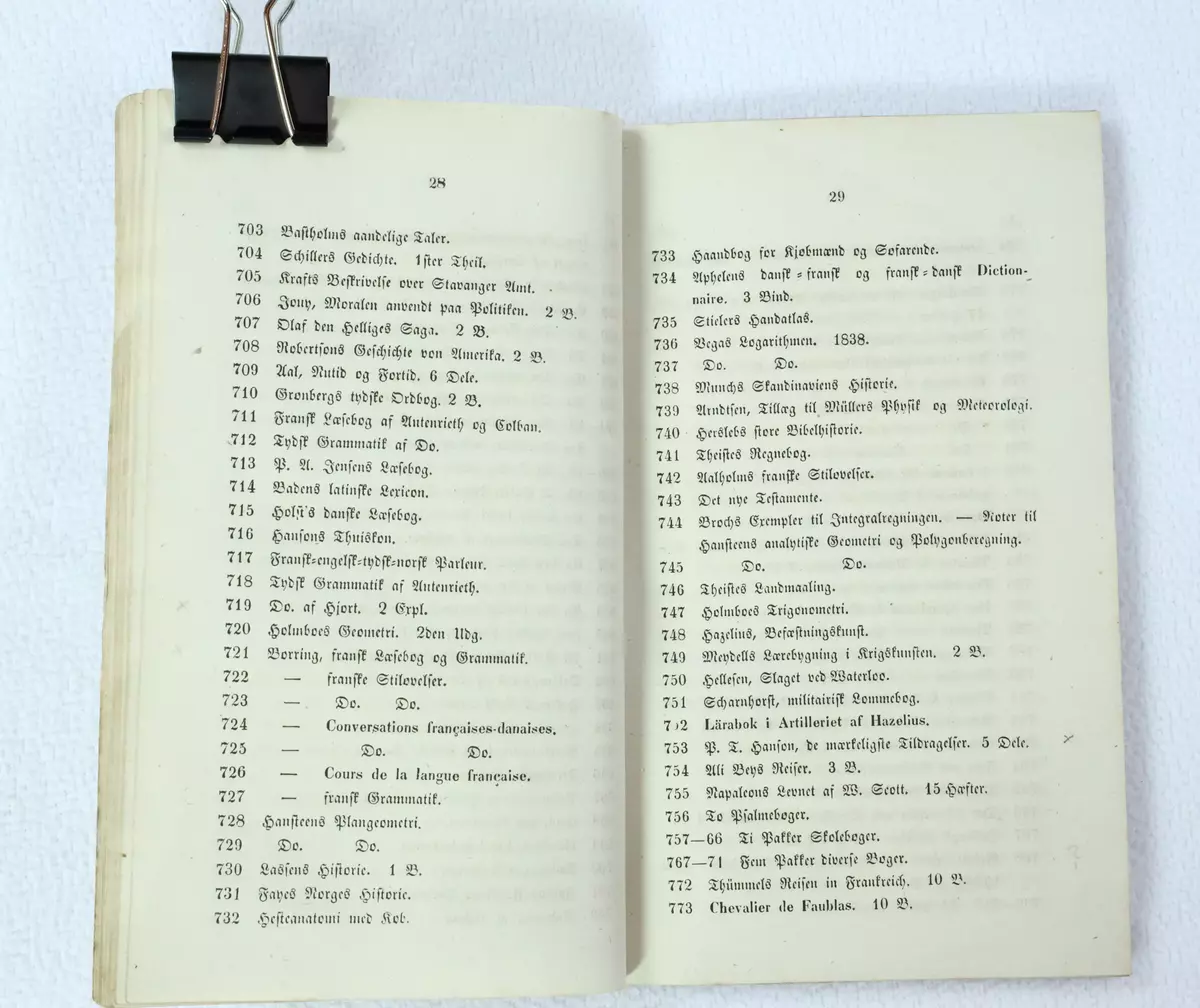 28
703 Bastholms aandelige Taler.
704 Schillers Gedichte. 1ster Theil.
705 Krafts Beskrivelse over Stavanger Amt.
706 Jouy, Moralen anvendt paa Politiken. 2 B.
707 Olaf den Helliges Saga. 2 B.
708 Robertsons Geschichte von Amerika. 2 B.
709 Aal, Nutid og Fortid. 6 Dele.
710 Grønbergs tydske Ordbog. 2 B.
711 Fransk Læsebog af Autenrieth og Colban.
712 Tydsk Grammatik af Do.
713 P. A. Jensens Læsebog.
714 Badens latinske Lexicon.
715 Holst's danske Læsebog.
716 Hansons Thuiskon.
717 Fransk-engelsk-tydsk-norsk Parleur.
718 Tydsk Grammatik af Autenrieth.
719 Do. af Hjort. 2 Expl.
720 Holmboes Geometri. 2den Udg.
721 Borring, fransk Læsebog og Grammatik.
722 — franske Stiløvelser.
723 — Do. Do.
724 — Conversations françaises-danaises.
725 — Do. Do.
726 — Cours de la langue française.
727 — fransk Grammatik.
728 Hansteens Plangeometri.
729 Do. Do.
730 Lassens Historie. 1 B.
731 Fayes Norges Historie.
732 Hesteanatomi med Kob.
29
733 Haandbog for Kjøbmænd og Søfarende.
734 Aphelens dansk-fransk og fransk-dansk Diction-
naire. 3 Bind.
735 Stielers Handatlas.
736 Vegas Logarithmen. 1838.
737 Do. Do.
738 Munchs Skandinaviens Historie.
739 Arndtsen, Tillæg til Müllers Physik og Meteorologi.
740 Herslebs store Bibelhistorie.
741 Theistes Regnebog.
742 Aalholms franske Stiløvelser.
743 Det nye Testamente.
744 Brochs Exempler til Integralregningen. — Noter til
Hansteens analytiske Geometri og Polygonberegning.
745 Do. Do.
746 Theistes Landmaaling.
747 Holmboes Trigonometri.
748 Hazelius, Befæstningskunst.
749 Meydells Lærebygning i Krigskunsten. 2 B.
750 Hellesen, Slaget ved Waterloo.
751 Scharnhorst, militairisk Lommebog.
752 Lärabok i Artilleriet af Hazelius.
753 P. T. Hanson, de mærkeligste Tildragelser. 5 Dele.
754 Ali Beys Reiser. 3 B.
755 Napaleons Levnet af W. Scott. 15 Hæfter.
756 To Psalmebøger.
757—66 Ti Pakker Skolebøger.
767—71 Fem Pakker diverse Bøger.
772 Thümmels Reisen in Frankreich. 10 B.
773 Chevalier de Faublas. 10 B.